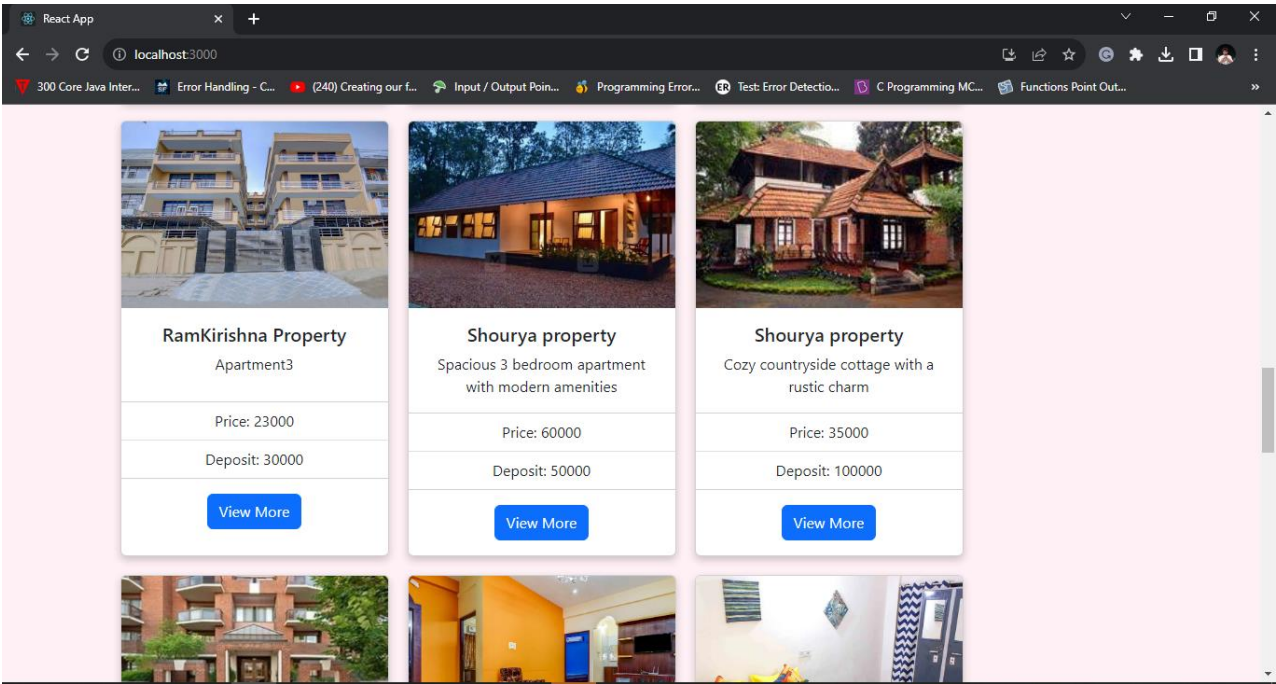 React App
localhost:3000
300 Core Java Inter...
Error Handling - C...
(240) Creating our f...
Input / Output Poin...
Programming Error...
Test: Error Detectio...
C Programming MC...
Functions Point Out...
RamKirishna Property
Apartment3
Price: 23000
Deposit: 30000
View More
Shourya property
Spacious 3 bedroom apartment
with modern amenities
Price: 60000
Deposit: 50000
View More
Shourya property
Cozy countryside cottage with a
rustic charm
Price: 35000
Deposit: 100000
View More